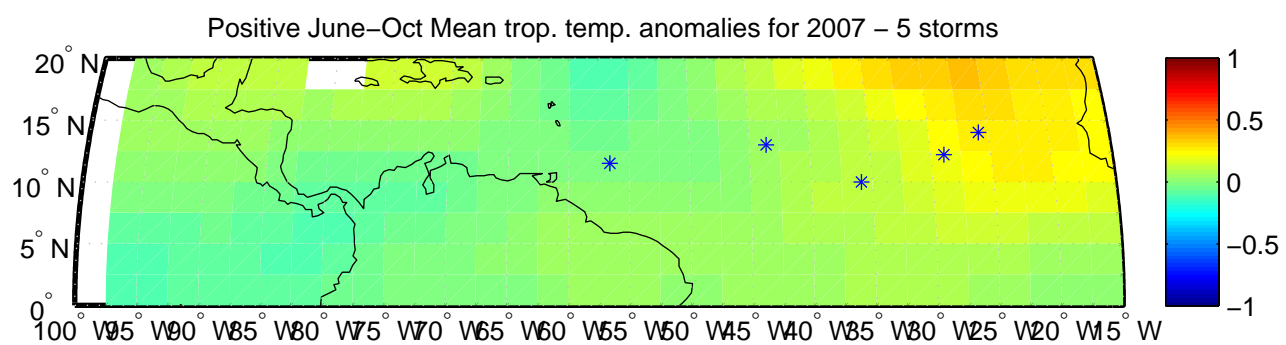 Positive June−Oct Mean trop. temp. anomalies for 2007 − 5 storms
20° N
15° N
10° N
5° N
0°
100° W 95° W 90° W 85° W 80° W 75° W 70° W 65° W 60° W 55° W 50° W 45° W 40° W 35° W 30° W 25° W 20° W 15° W
1
0.5
0
−0.5
−1